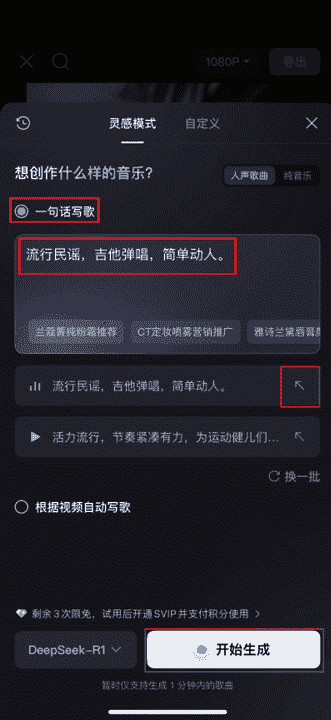 1080P
导出
灵感模式 自定义
想创作什么样的音乐? 人声歌曲 纯音乐
一句话写歌
流行民谣，吉他弹唱，简单动人。
兰蔻菁纯粉霜推荐 CT定妆喷雾营销推广 雅诗兰黛唇膏
流行民谣，吉他弹唱，简单动人。
活力流行，节奏紧凑有力，为运动健儿们...
换一批
根据视频自动写歌
剩余3次限免，试用后开通SVIP并支付积分使用
DeepSeek-R1 开始生成
暂时仅支持生成 1 分钟内的歌曲